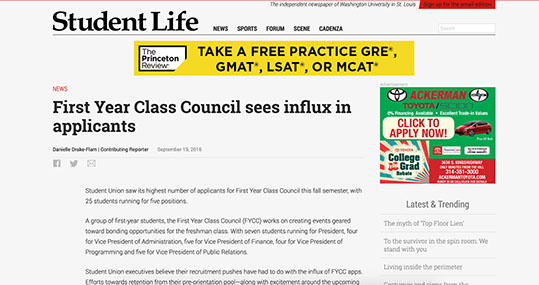 The independent newspaper of Washington University in St. Louis
Sign up for the email edition
Student Life
NEWS SPORTS FORUM SCENE CADENZA
Search
The Princeton Review
TAKE A FREE PRACTICE GRE®, GMAT®, LSAT®, OR MCAT®
Advertisement
NEWS
First Year Class Council sees influx in
applicants
Danielle Drake-Flam | Contributing Reporter September 15, 2016
ACKERMAN
TOYOTA/SCION
0% Financing Available • Excellent Trade-in Values
CLICK TO
APPLY NOW!
College Grad
Rebate
3636 S. KINGSHIGHWAY
ONLY MINUTES FROM THE HILL
314-351-3000
ACKERMANTOYOTA.COM
Student Union saw its highest number of applicants for First Year Class Council this fall semester, with
25 students running for five positions.
A group of first-year students, the First Year Class Council (FYCC) works on creating events geared
toward bonding opportunities for the freshman class. With seven students running for President, four
for Vice President of Administration, five for Vice President of Finance, four for Vice President of
Programming and five for Vice President of Public Relations.
Student Union executives believe their recruitment pushes have had to do with the influx of FYCC apps.
Efforts towards retention from their pre-orientation pool—along with excitement around the upcoming
Latest & Trending
The myth of 'Top Floor Lien'
To the survivor in the spin room: We
stand with you
Living inside the perimeter